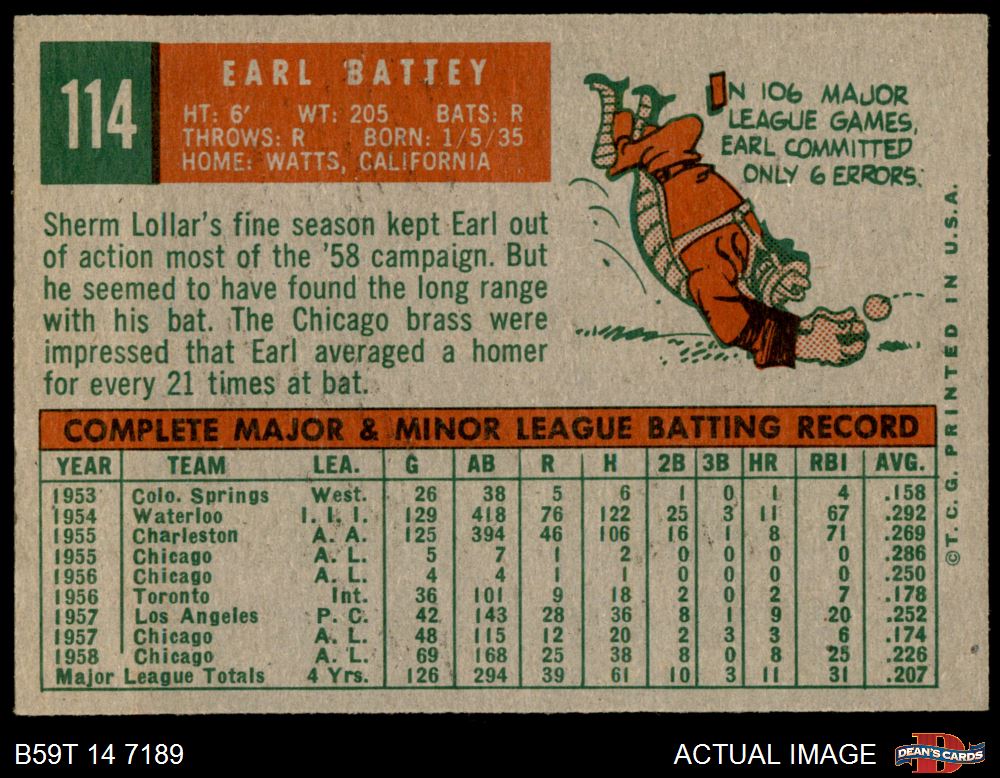 114
EARL BATTEY
HT: 6' WT: 205 BATS: R
THROWS: R BORN: 1/5/35
HOME: WATTS, CALIFORNIA
IN 106 MAJOR
LEAGUE GAMES,
EARL COMMITTED
ONLY 6 ERRORS.
Sherm Lollar's fine season kept Earl out
of action most of the '58 campaign. But
he seemed to have found the long range
with his bat. The Chicago brass were
impressed that Earl averaged a homer
for every 21 times at bat.
COMPLETE MAJOR & MINOR LEAGUE BATTING RECORD
YEAR TEAM LEA. G AB R H 2B 3B HR RBI AVG.
1953 Colo. Springs West. 26 38 5 6 1 0 1 4 .158
1954 Waterloo I. I. I. 129 418 76 122 25 3 11 67 .292
1955 Charleston A. A. 125 394 46 106 16 1 8 71 .269
1955 Chicago A. L. 5 7 1 2 0 0 0 0 .286
1956 Chicago A. L. 4 4 1 1 0 0 0 0 .250
1956 Toronto Int. 36 101 9 18 2 0 2 7 .178
1957 Los Angeles P. C. 42 143 28 36 8 1 9 20 .252
1957 Chicago A. L. 48 115 12 20 2 3 3 6 .174
1958 Chicago A. L. 69 168 25 38 8 0 8 25 .226
Major League Totals 4 Yrs. 126 294 39 61 10 3 11 31 .207
©T. C. G. PRINTED IN U.S.A.
B59T 14 7189
ACTUAL IMAGE
D
DEAN'S CARDS